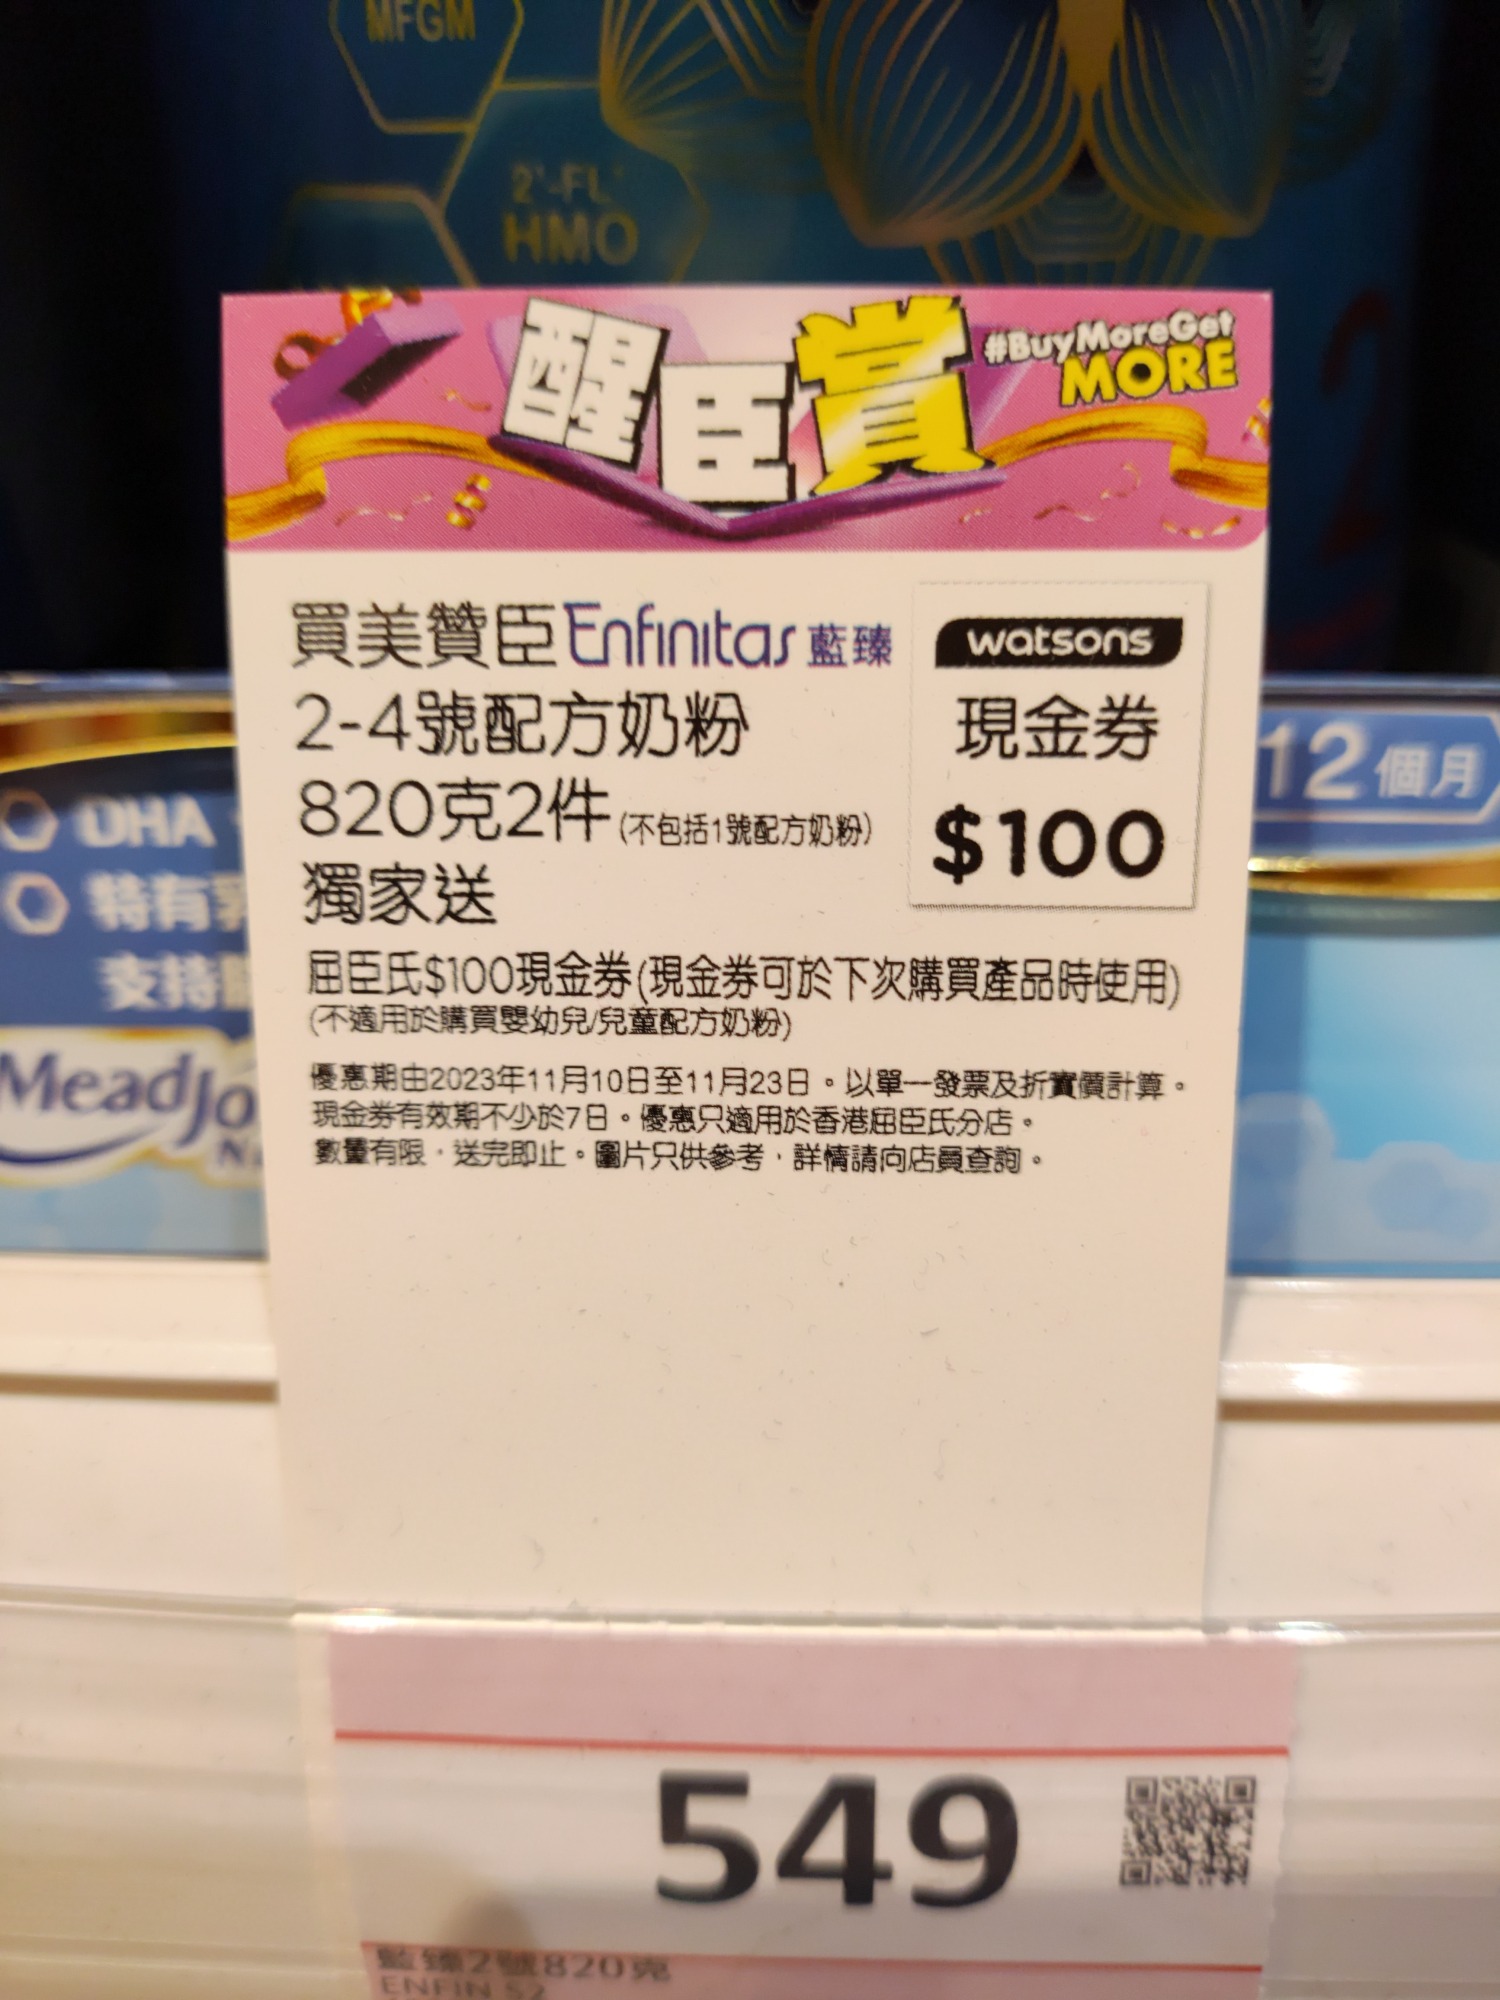 MFGM
2'-FL
HMO
醒臣賞
#BuyMoreGet
MORE
買美贊臣Enfinitas 藍臻
2-4號配方奶粉
820克2件(不包括1號配方奶粉)
獨家送
watsons
現金券
$100
屈臣氏$100現金券(現金券可於下次購買產品時使用)
(不適用於購買嬰幼兒/兒童配方奶粉)
優惠期由2023年11月10日至11月23日。以單一發票及折實價計算。
現金券有效期不少於7日。優惠只適用於香港屈臣氏分店。
數量有限，送完即止。圖片只供參考，詳情請向店員查詢。
12個月
DHA
特有
支持
MeadJo
549
藍臻2號820克
ENFIN S2